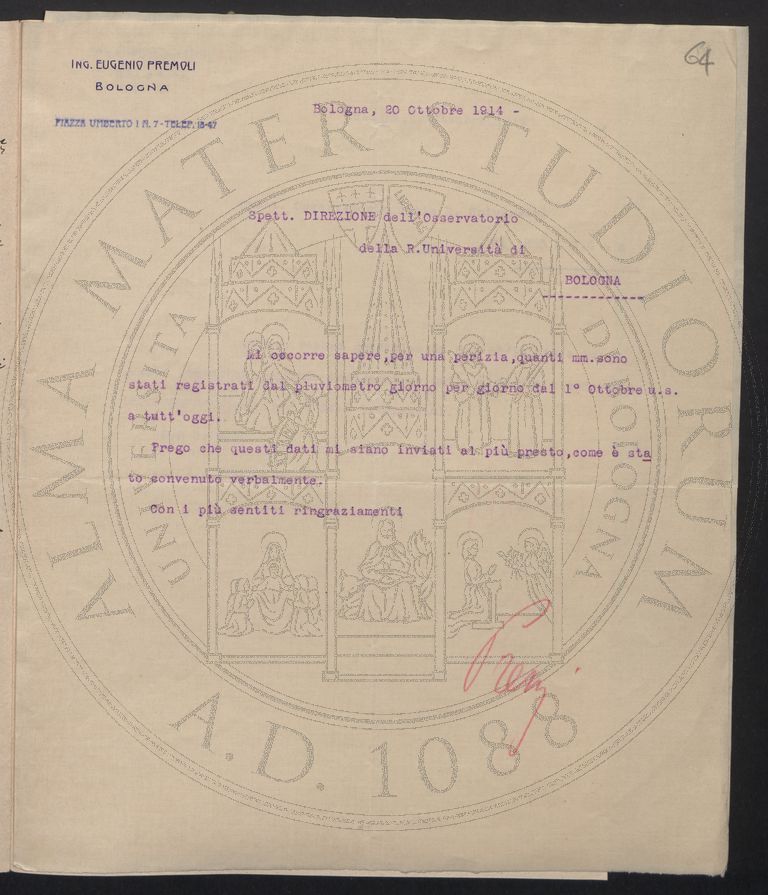 64
ING. EUGENIO PREMOLI
BOLOGNA
PIAZZA UMBERTO I N. 7 - TELEF. 18-47
Bologna, 20 Ottobre 1914 -
Spett. DIREZIONE dell'Osservatorio
della R.Università di
BOLOGNA
Mi occorre sapere,per una perizia,quanti mm.sono
stati registrati dal pluviometro giorno per giorno dal 1° Ottobre u.s.
a tutt'oggi.
Prego che questi dati mi siano inviati al più presto,come è sta
to convenuto verbalmente.
Con i più sentiti ringraziamenti
ALMA MATER STUDIORUM
UNIVERSITA DI BOLOGNA
A.D. 1088